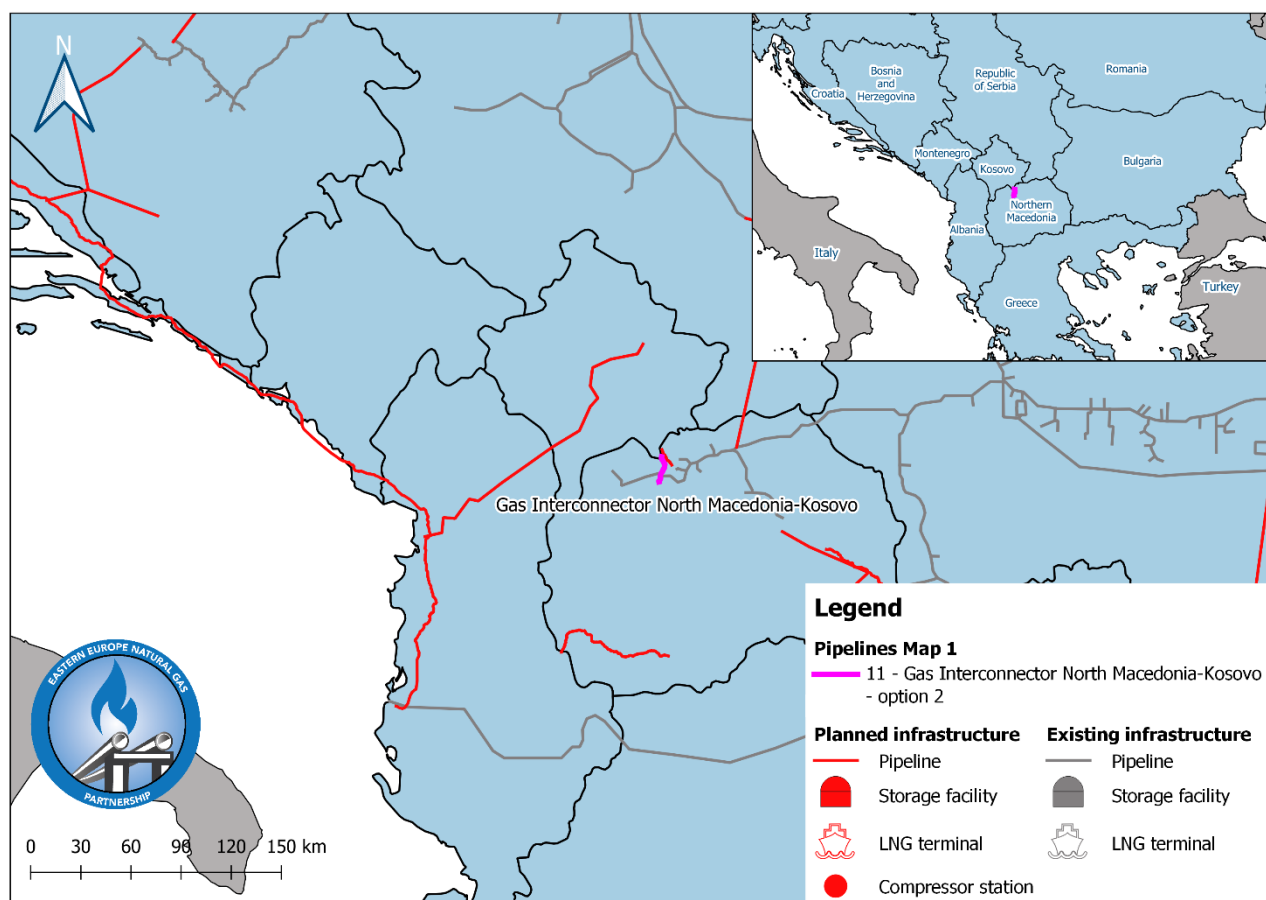 N
Bosnia
and
Herzegovina
Republic
of Serbia
Romania
Croatia
Montenegro
Kosovo
Bulgaria
Northern
Macedonia
Albania
Italy
Greece
Turkey
Gas Interconnector North Macedonia-Kosovo
Legend
Pipelines Map 1
11 - Gas Interconnector North Macedonia-Kosovo
- option 2
Planned infrastructure
Pipeline
Storage facility
LNG terminal
Compressor station
Existing infrastructure
Pipeline
Storage facility
LNG terminal
EASTERN EUROPE NATURAL GAS
PARTNERSHIP
0 30 60 90 120 150 km